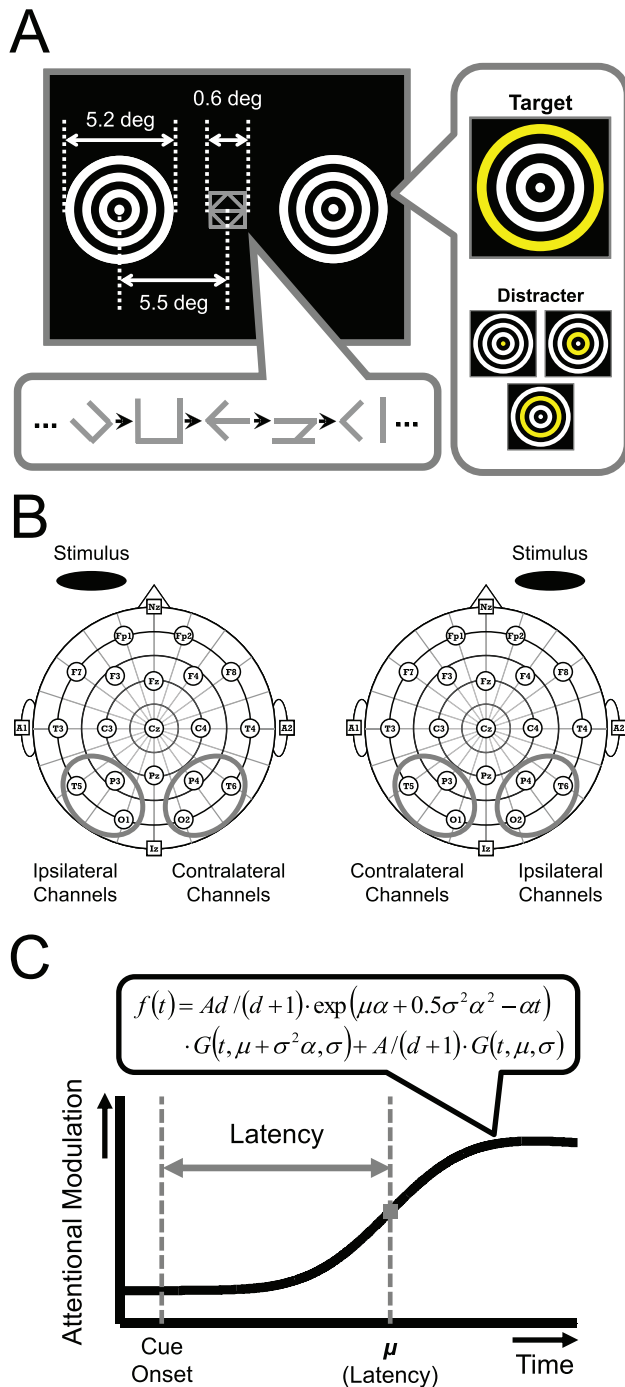 A
5.2 deg
0.6 deg
5.5 deg
Target
Distracter
... ...
B
Stimulus
Nz
Fp1 Fp2
F7 F3 Fz F4 F8
A1 T3 C3 Cz C4 T4 A2
T5 P3 Pz P4 T6
O1 O2
Iz
Ipsilateral
Channels
Contralateral
Channels
Stimulus
Nz
Fp1 Fp2
F7 F3 Fz F4 F8
A1 T3 C3 Cz C4 T4 A2
T5 P3 Pz P4 T6
O1 O2
Iz
Contralateral
Channels
Ipsilateral
Channels
C
f(t) = Ad/(d+1)·exp(μα + 0.5σ²α² − αt)
·G(t, μ + σ²α, σ) + A/(d+1)·G(t, μ, σ)
Attentional Modulation
Latency
Cue
Onset
μ
(Latency)
Time